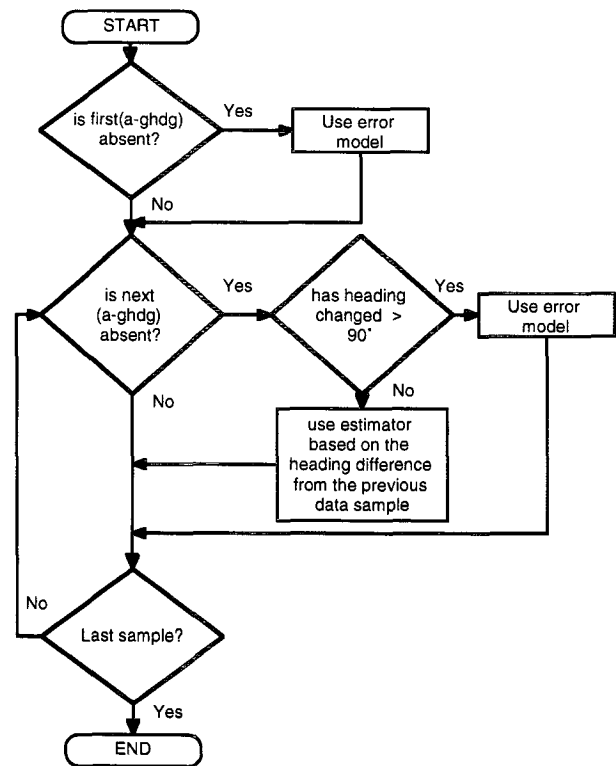 START
is first(a-ghdg)
absent?
Yes
Use error
model
No
is next
(a-ghdg)
absent?
Yes
has heading
changed >
90°
Yes
Use error
model
No
No
use estimator
based on the
heading difference
from the previous
data sample
No
Last sample?
Yes
END